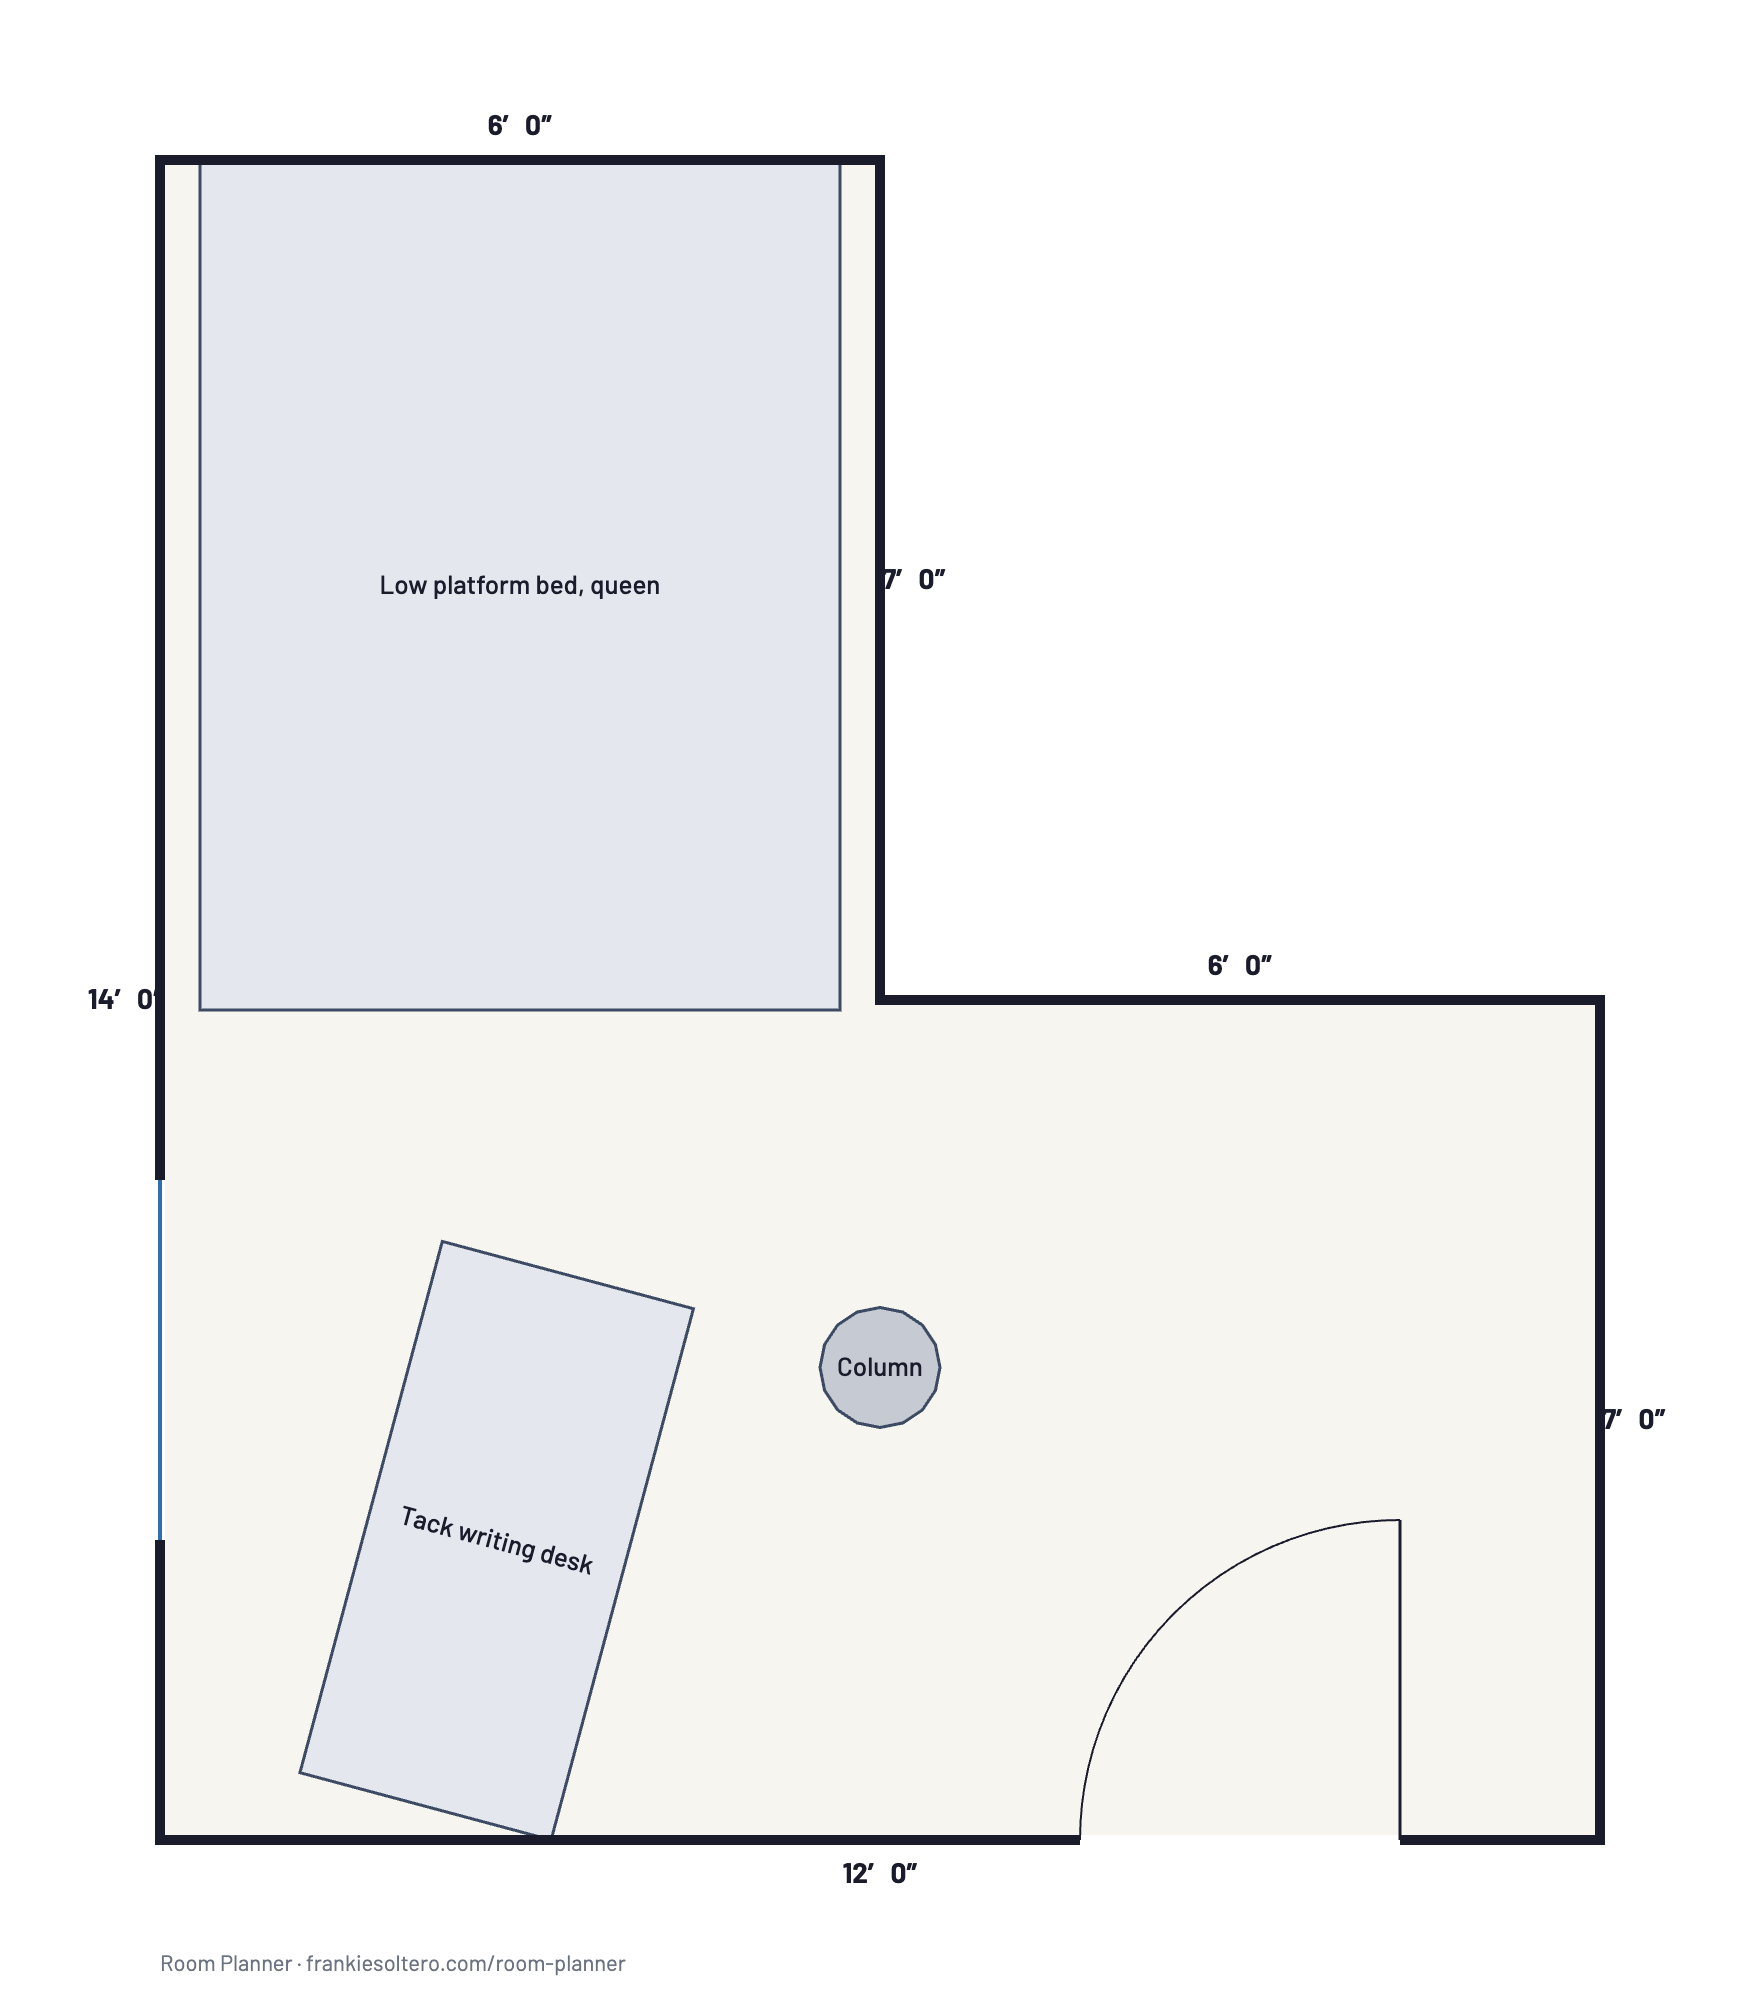 6′ 0″
Low platform bed, queen
7′ 0″
6′ 0″
14′ 0″
Column
7′ 0″
Tack writing desk
12′ 0″
Room Planner · frankiesoltero.com/room-planner